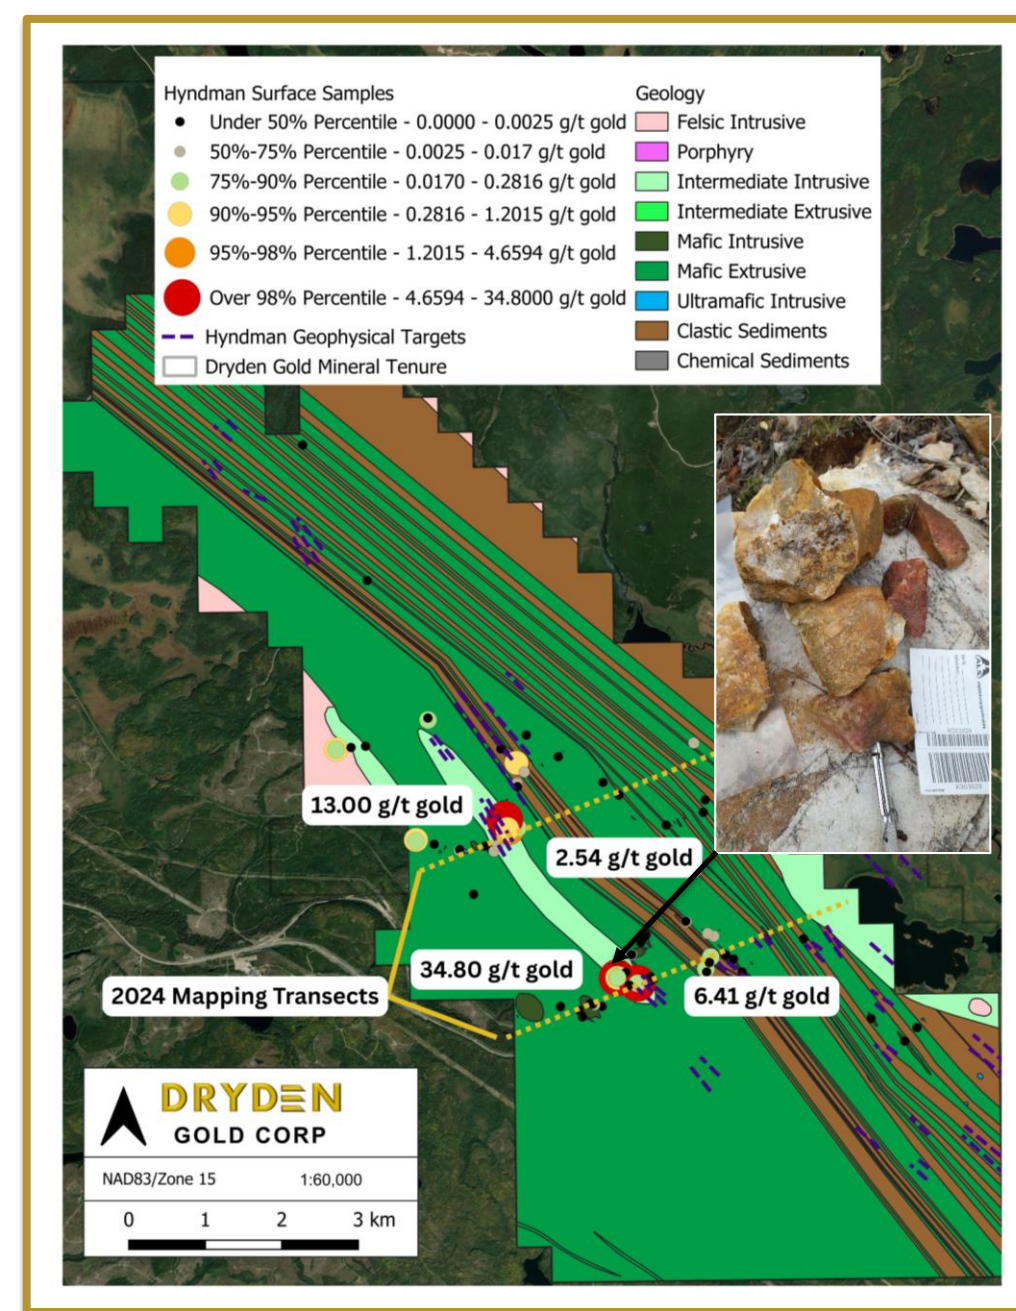 Hyndman Surface Samples
Under 50% Percentile - 0.0000 - 0.0025 g/t gold
50%-75% Percentile - 0.0025 - 0.017 g/t gold
75%-90% Percentile - 0.0170 - 0.2816 g/t gold
90%-95% Percentile - 0.2816 - 1.2015 g/t gold
95%-98% Percentile - 1.2015 - 4.6594 g/t gold
Over 98% Percentile - 4.6594 - 34.8000 g/t gold
Hyndman Geophysical Targets
Dryden Gold Mineral Tenure
Geology
Felsic Intrusive
Porphyry
Intermediate Intrusive
Intermediate Extrusive
Mafic Intrusive
Mafic Extrusive
Ultramafic Intrusive
Clastic Sediments
Chemical Sediments
13.00 g/t gold
2.54 g/t gold
34.80 g/t gold
6.41 g/t gold
2024 Mapping Transects
DRYDEN
GOLD CORP
NAD83/Zone 15 1:60,000
0 1 2 3 km